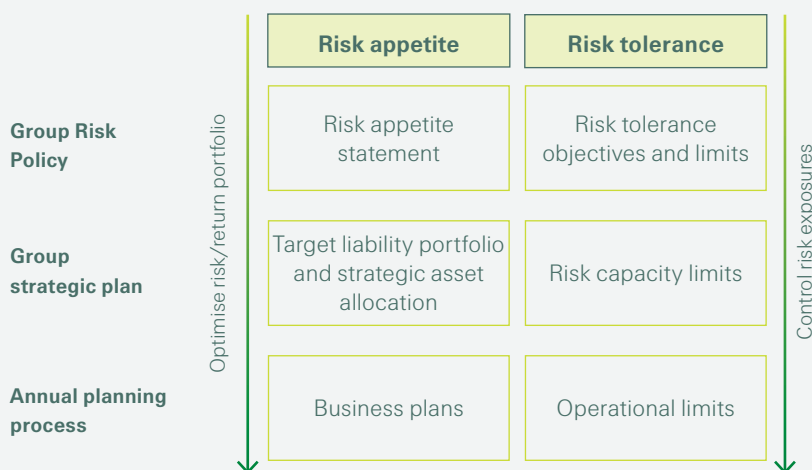 Risk appetite
Risk tolerance
Group Risk
Policy
Risk appetite
statement
Risk tolerance
objectives and limits
Group
strategic plan
Target liability portfolio
and strategic asset
allocation
Risk capacity limits
Annual planning
process
Business plans
Operational limits
Optimise risk/return portfolio
Control risk exposures